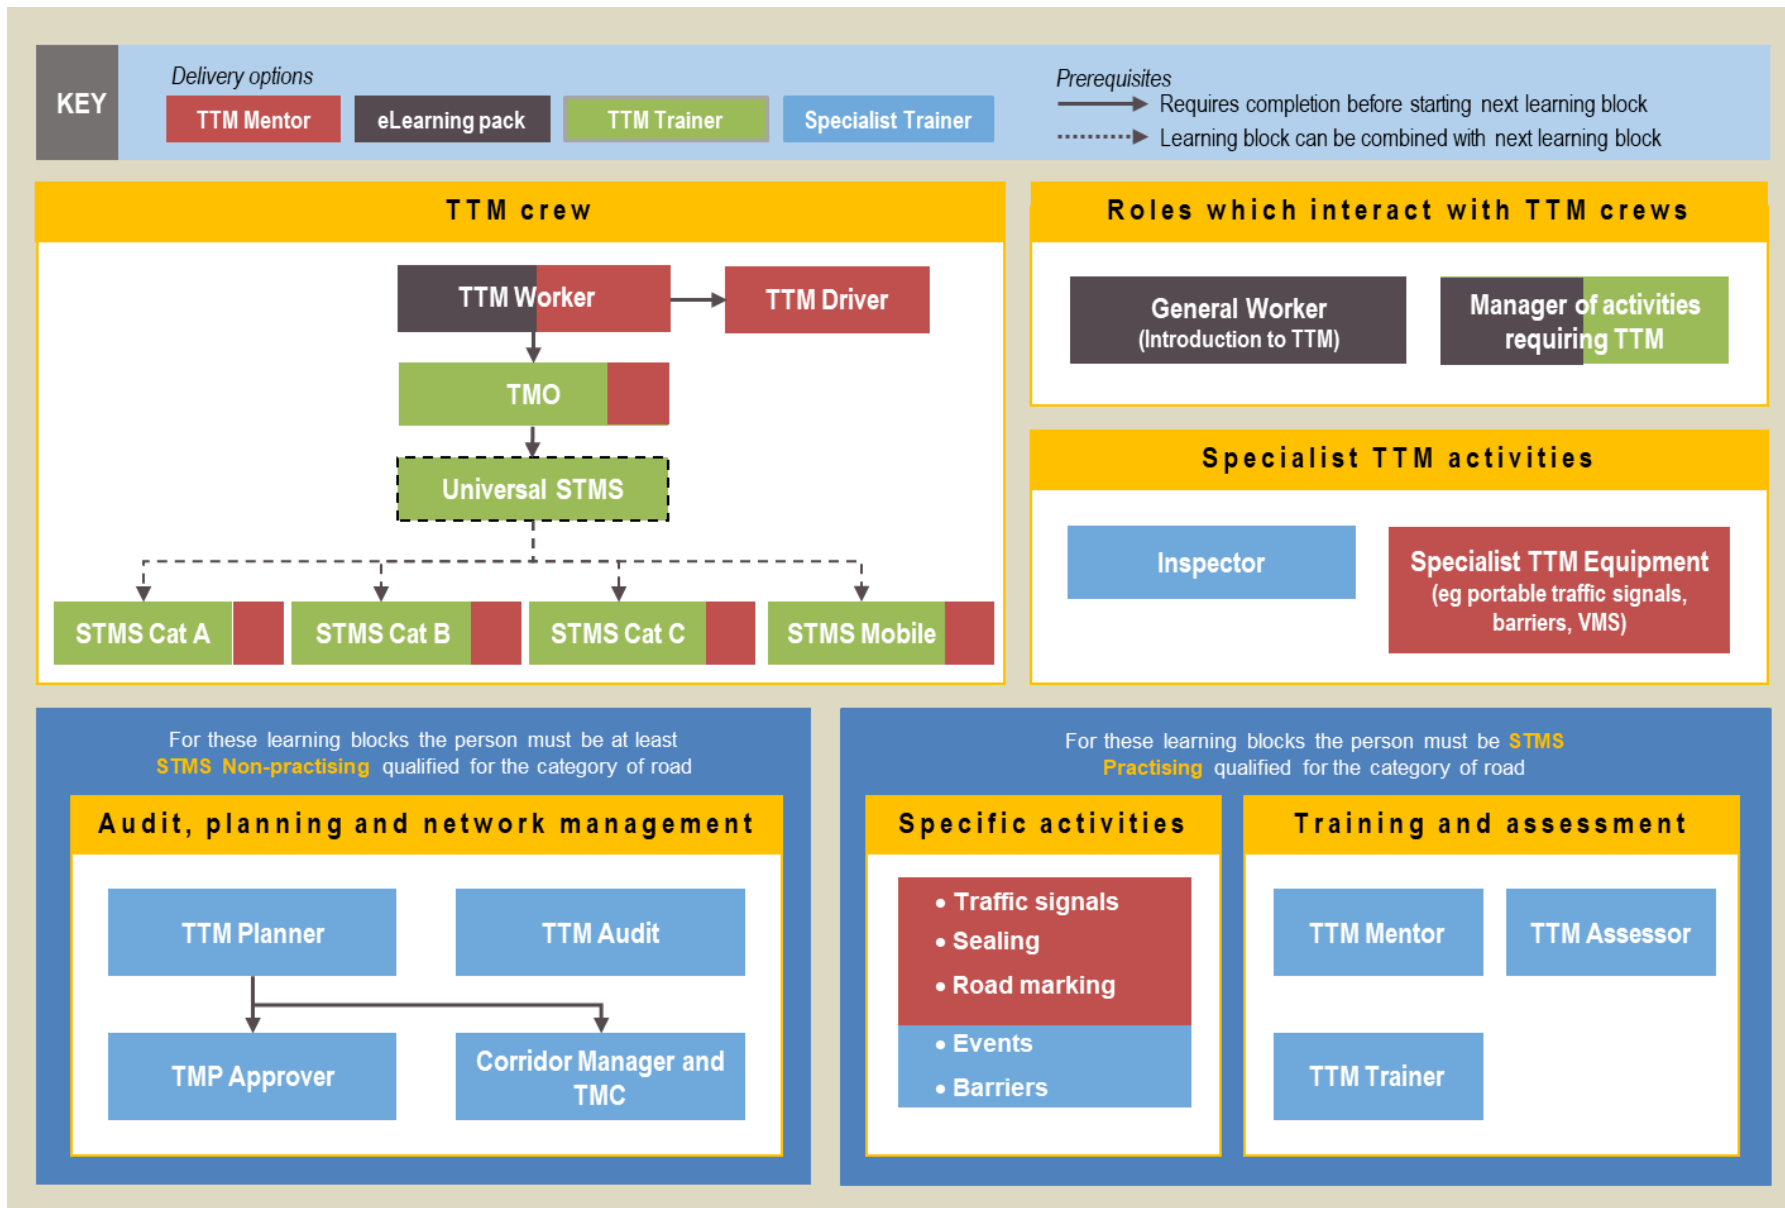 KEY
Delivery options
TTM Mentor
eLearning pack
TTM Trainer
Specialist Trainer
Prerequisites
Requires completion before starting next learning block
Learning block can be combined with next learning block
TTM crew
TTM Worker
TTM Driver
TMO
Universal STMS
STMS Cat A
STMS Cat B
STMS Cat C
STMS Mobile
Roles which interact with TTM crews
General Worker
(Introduction to TTM)
Manager of activities
requiring TTM
Specialist TTM activities
Inspector
Specialist TTM Equipment
(eg portable traffic signals,
barriers, VMS)
For these learning blocks the person must be at least
STMS Non-practising qualified for the category of road
Audit, planning and network management
TTM Planner
TTM Audit
TMP Approver
Corridor Manager and
TMC
For these learning blocks the person must be STMS
Practising qualified for the category of road
Specific activities
• Traffic signals
• Sealing
• Road marking
• Events
• Barriers
Training and assessment
TTM Mentor
TTM Assessor
TTM Trainer